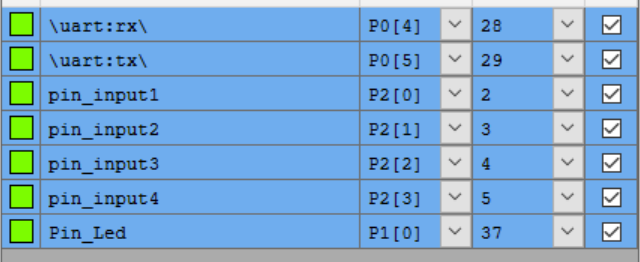 \uart:rx\ P0[4] 28
\uart:tx\ P0[5] 29
pin_input1 P2[0] 2
pin_input2 P2[1] 3
pin_input3 P2[2] 4
pin_input4 P2[3] 5
Pin_Led P1[0] 37